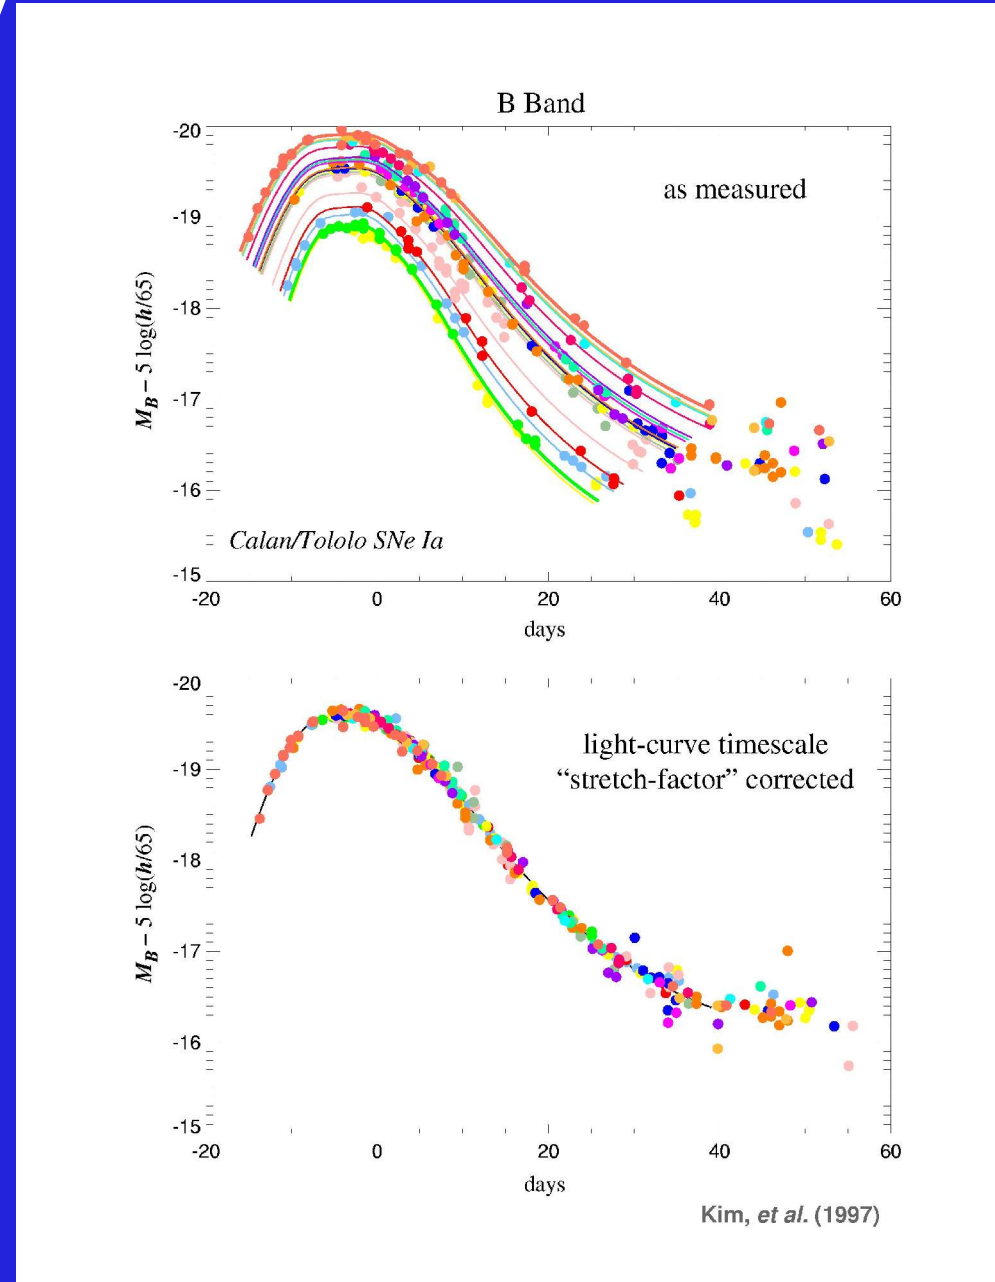 B Band
as measured
-20
-19
-18
-17
-16
-15
M_B – 5 log(h/65)
Calan/Tololo SNe Ia
-20 0 20 40 60
days
-20
-19
-18
-17
-16
-15
M_B – 5 log(h/65)
light-curve timescale
“stretch-factor” corrected
-20 0 20 40 60
days
Kim, et al. (1997)